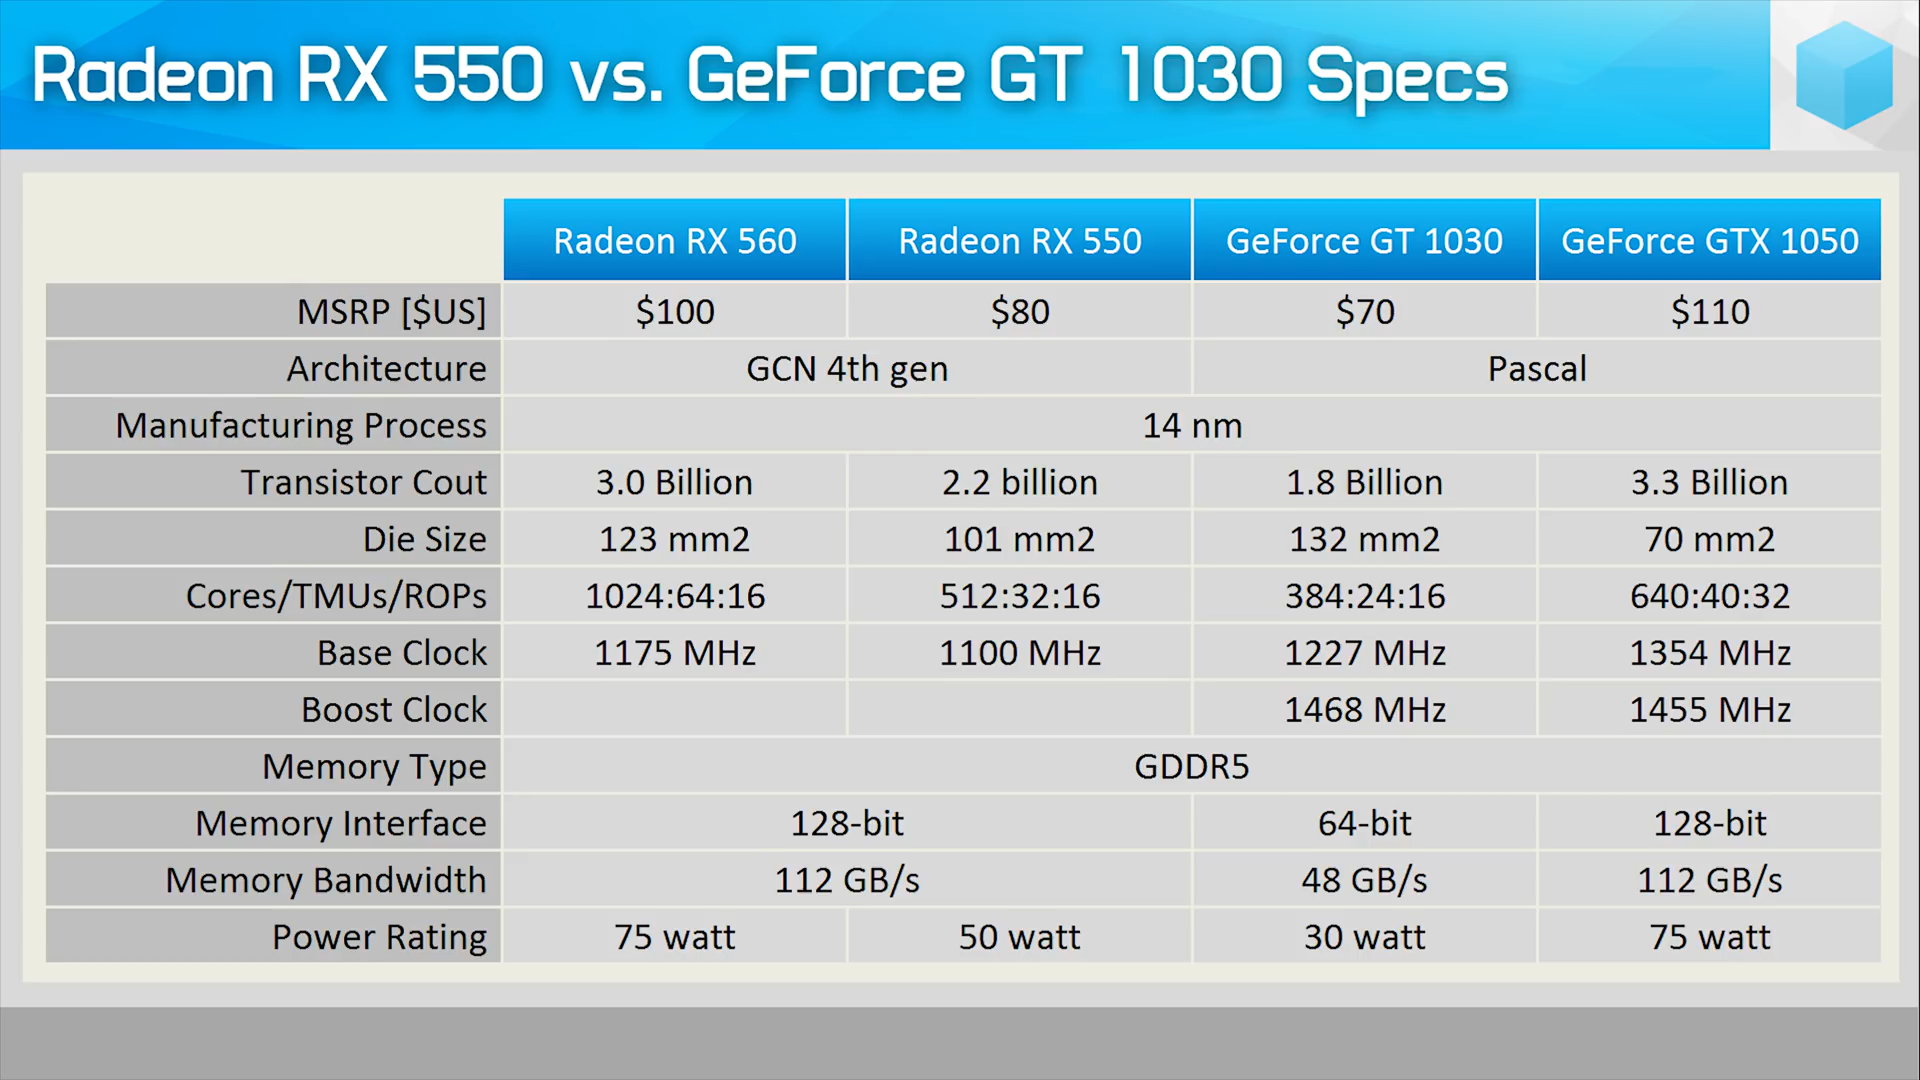 Radeon RX 550 vs. GeForce GT 1030 Specs
Radeon RX 560 Radeon RX 550 GeForce GT 1030 GeForce GTX 1050
MSRP [$US] $100 $80 $70 $110
Architecture GCN 4th gen Pascal
Manufacturing Process 14 nm
Transistor Cout 3.0 Billion 2.2 billion 1.8 Billion 3.3 Billion
Die Size 123 mm2 101 mm2 132 mm2 70 mm2
Cores/TMUs/ROPs 1024:64:16 512:32:16 384:24:16 640:40:32
Base Clock 1175 MHz 1100 MHz 1227 MHz 1354 MHz
Boost Clock 1468 MHz 1455 MHz
Memory Type GDDR5
Memory Interface 128-bit 64-bit 128-bit
Memory Bandwidth 112 GB/s 48 GB/s 112 GB/s
Power Rating 75 watt 50 watt 30 watt 75 watt